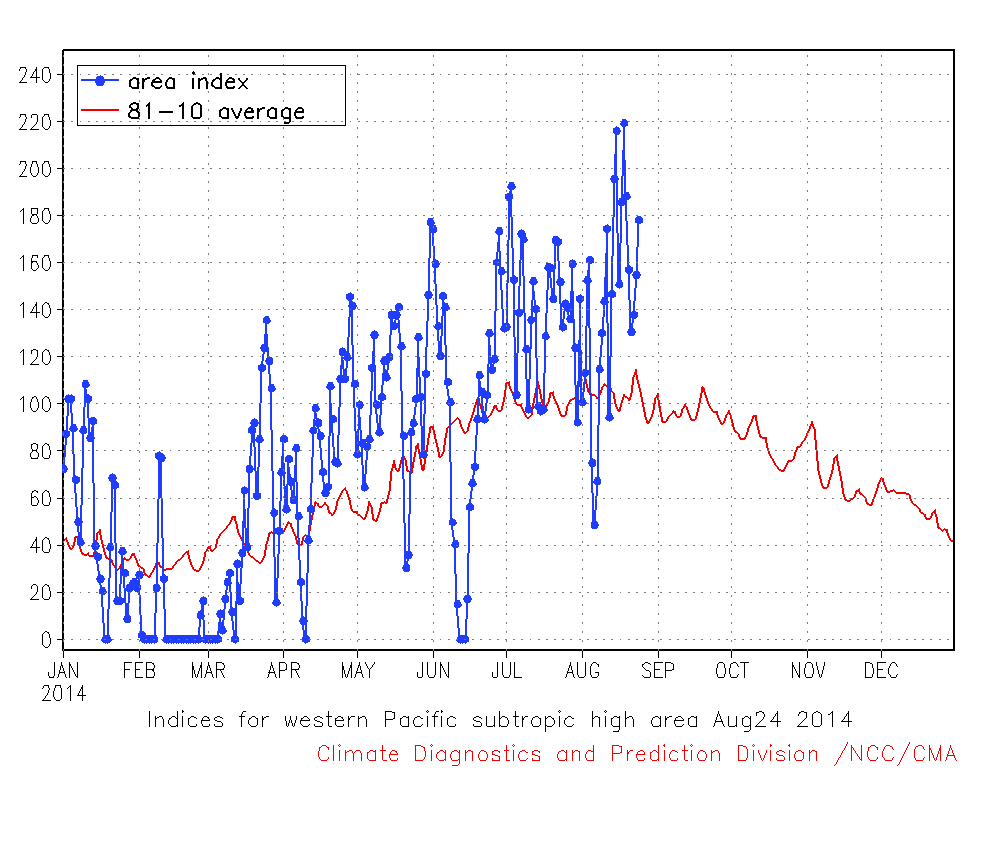 240
area index
81-10 average
220
200
180
160
140
120
100
80
60
40
20
0
JAN FEB MAR APR MAY JUN JUL AUG SEP OCT NOV DEC
2014
Indices for western Pacific subtropic high area Aug24 2014
Climate Diagnostics and Prediction Division /NCC/CMA